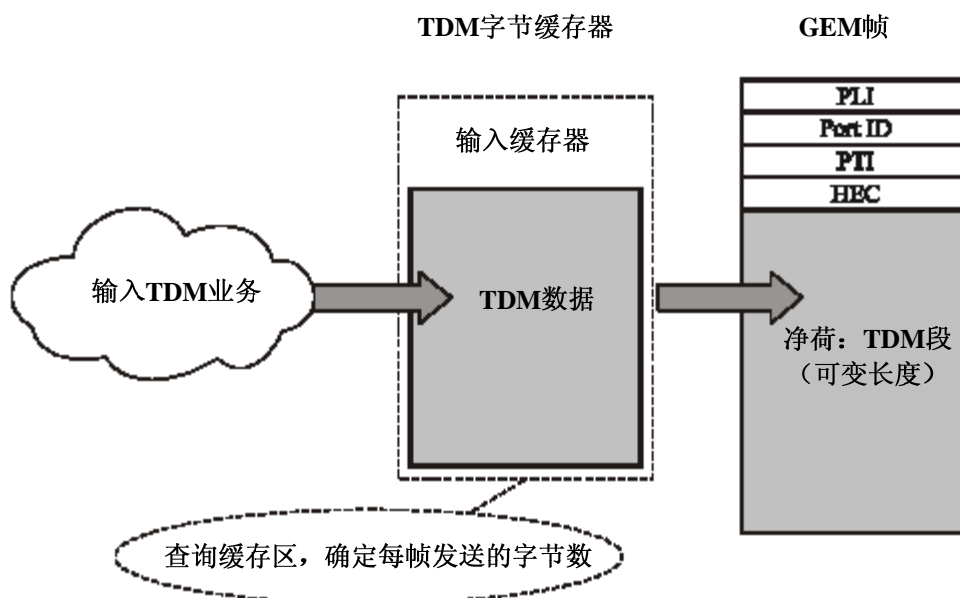 TDM字节缓存器
GEM帧
输入缓存器
PLI
Port ID
PTI
HEC
输入TDM业务
TDM数据
净荷：TDM段
（可变长度）
查询缓存区，确定每帧发送的字节数